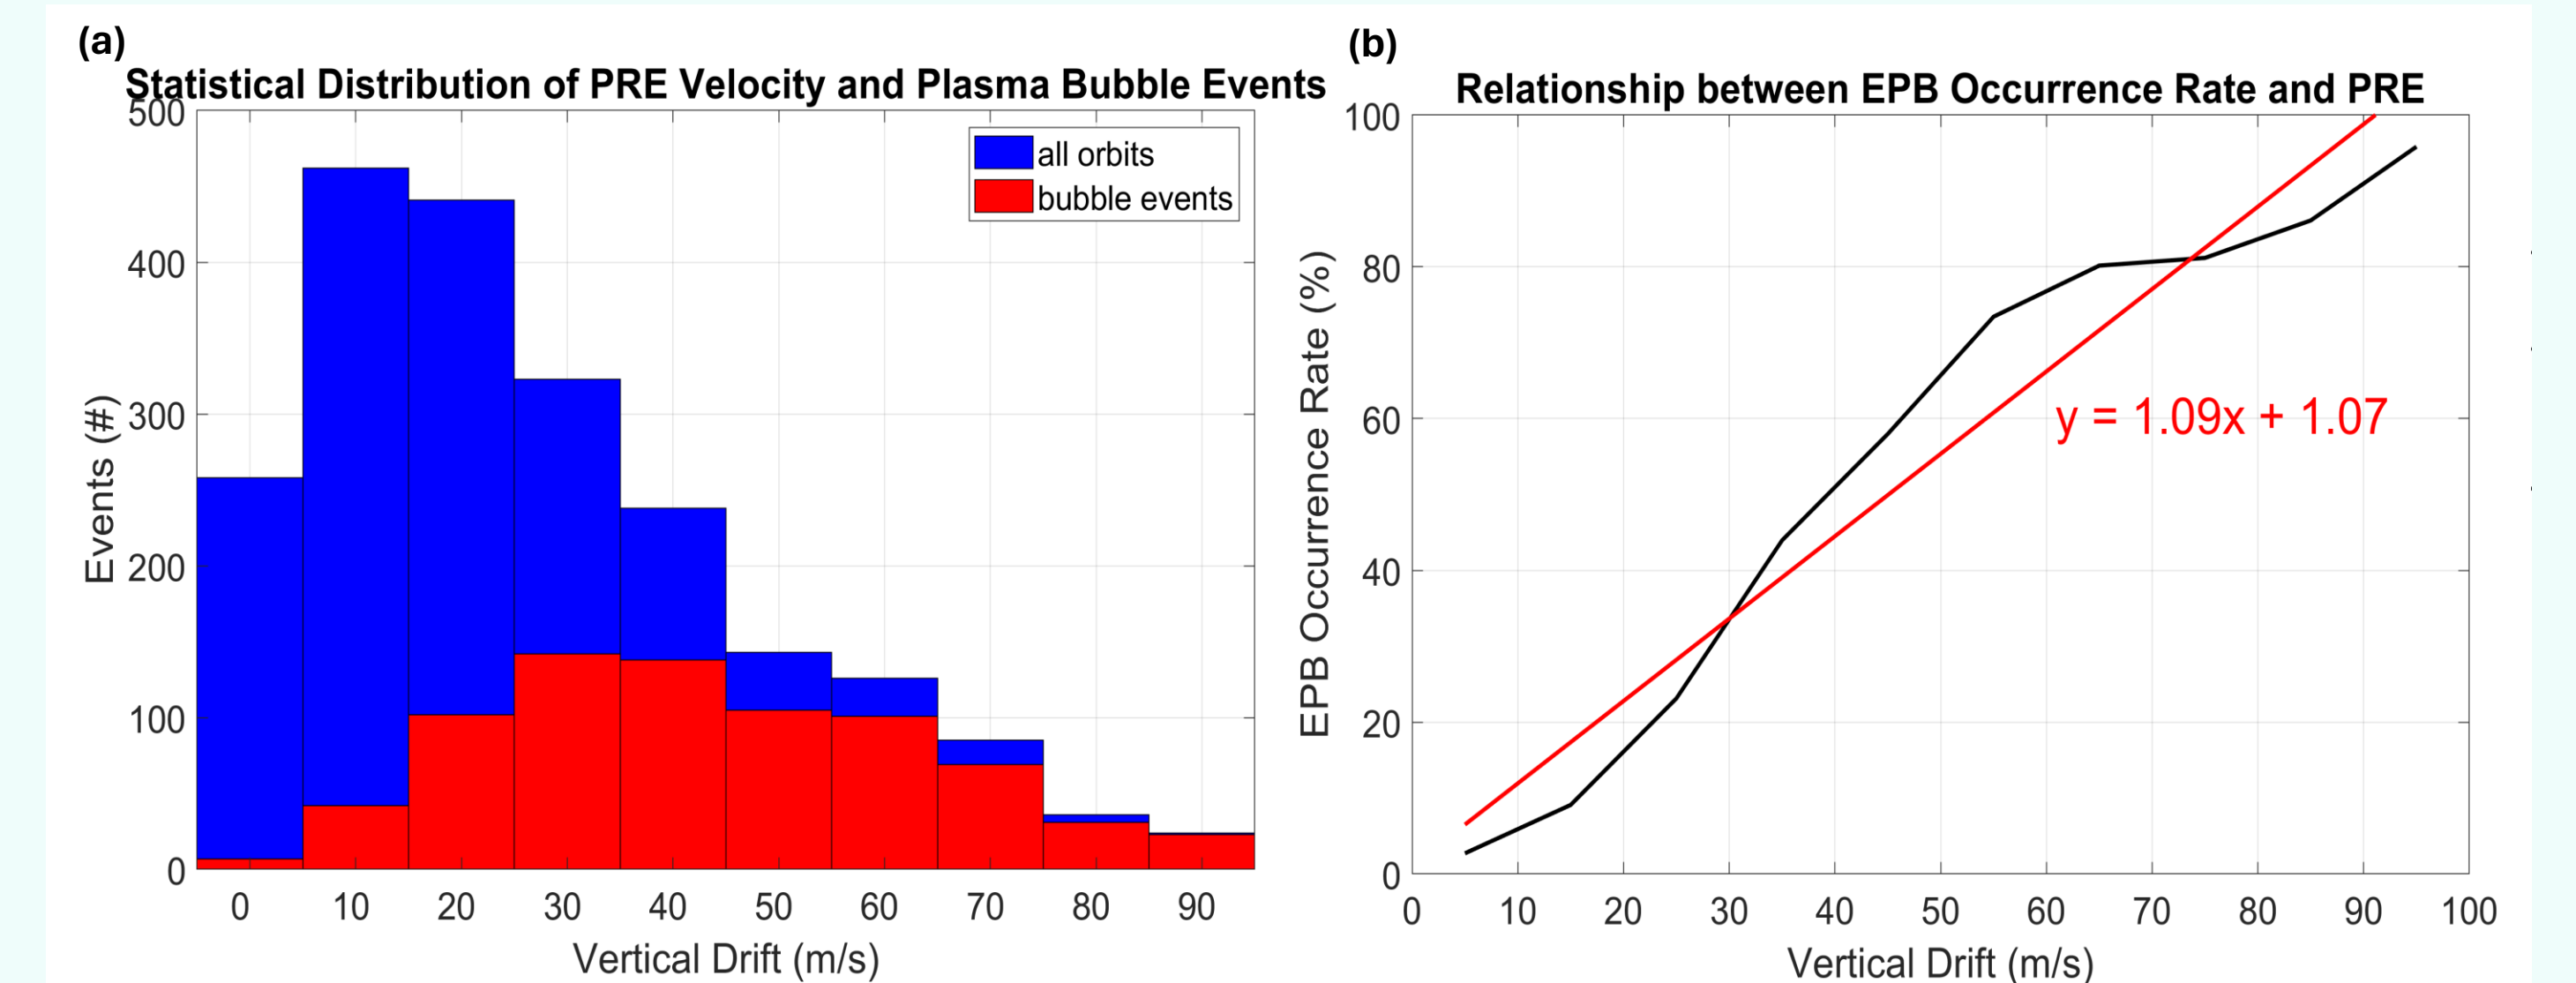 (a)
Statistical Distribution of PRE Velocity and Plasma Bubble Events
500
400
300
200
100
0
Events (#)
all orbits
bubble events
0 10 20 30 40 50 60 70 80 90
Vertical Drift (m/s)
(b)
Relationship between EPB Occurrence Rate and PRE
100
80
60
40
20
0
EPB Occurrence Rate (%)
y = 1.09x + 1.07
0 10 20 30 40 50 60 70 80 90 100
Vertical Drift (m/s)